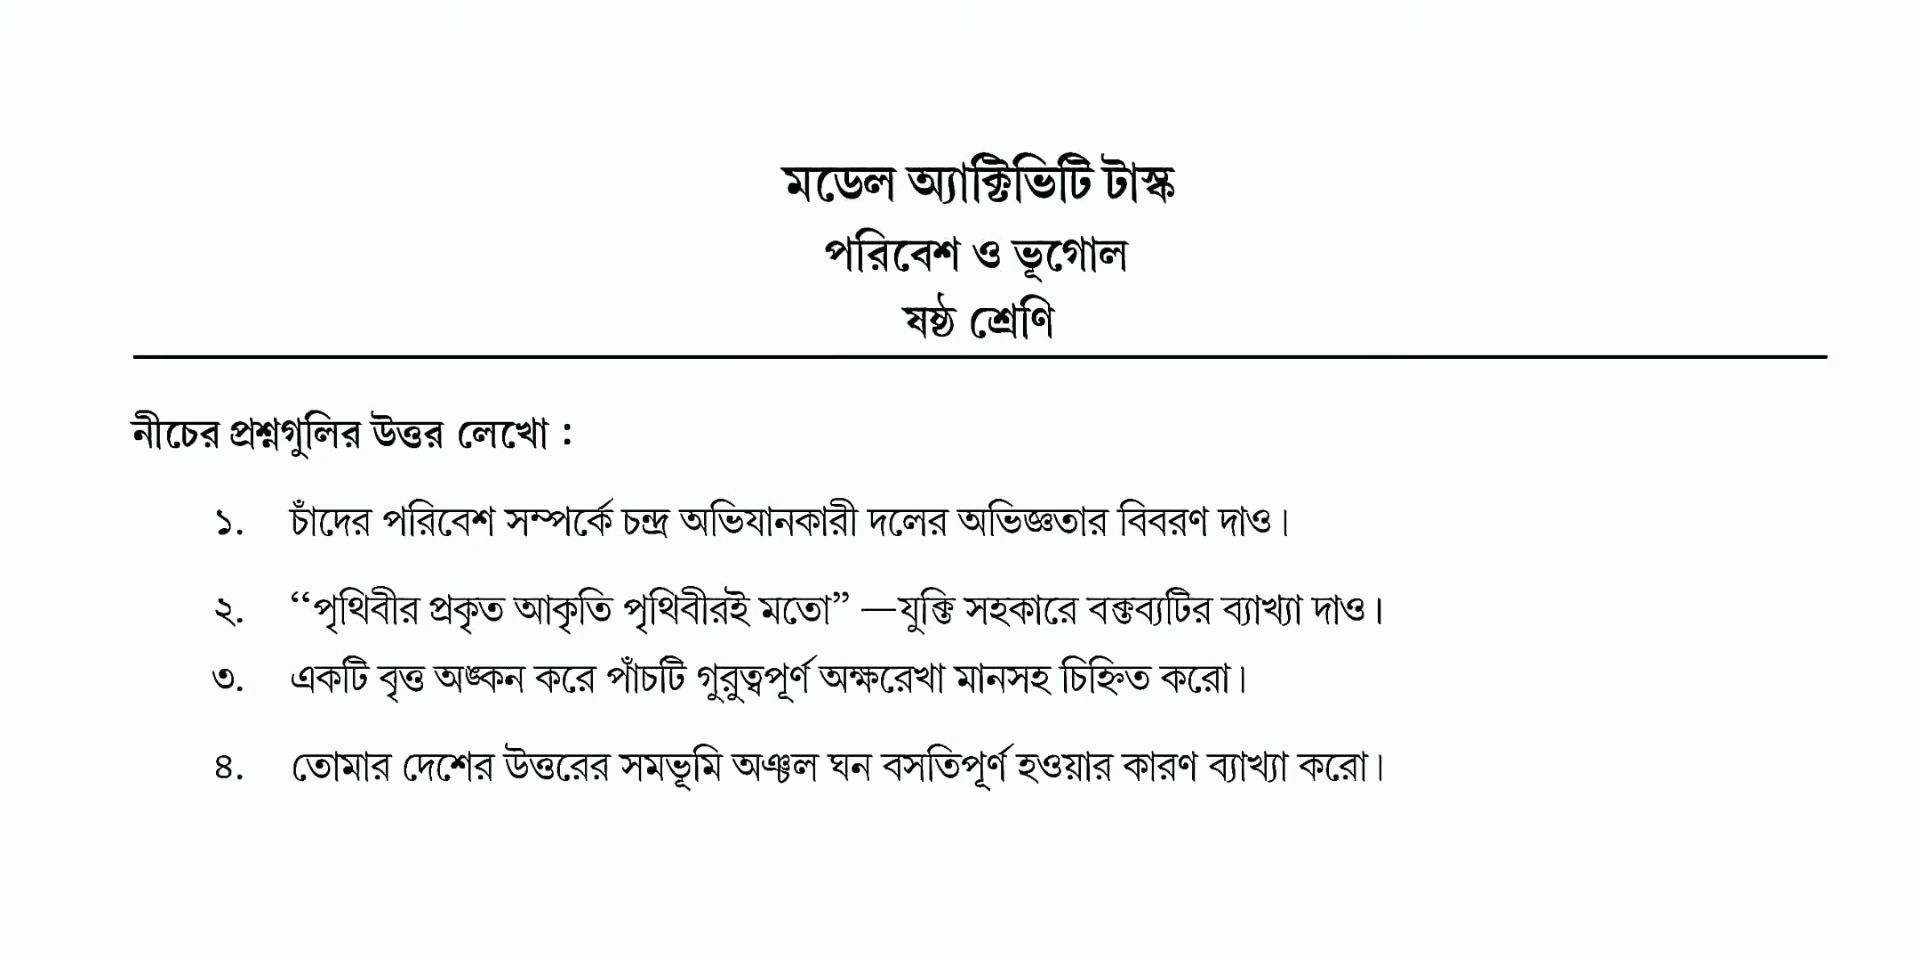 মডেল অ্যাক্টিভিটি টাস্ক
পরিবেশ ও ভূগোল
ষষ্ঠ শ্রেণি
নীচের প্রশ্নগুলির উত্তর লেখো :
১. চাঁদের পরিবেশ সম্পর্কে চন্দ্র অভিযানকারী দলের অভিজ্ঞতার বিবরণ দাও।
২. “পৃথিবীর প্রকৃত আকৃতি পৃথিবীরই মতো” —যুক্তি সহকারে বক্তব্যটির ব্যাখ্যা দাও।
৩. একটি বৃত্ত অঙ্কন করে পাঁচটি গুরুত্বপূর্ণ অক্ষরেখা মানসহ চিহ্নিত করো।
৪. তোমার দেশের উত্তরের সমভূমি অঞ্চল ঘন বসতিপূর্ণ হওয়ার কারণ ব্যাখ্যা করো।